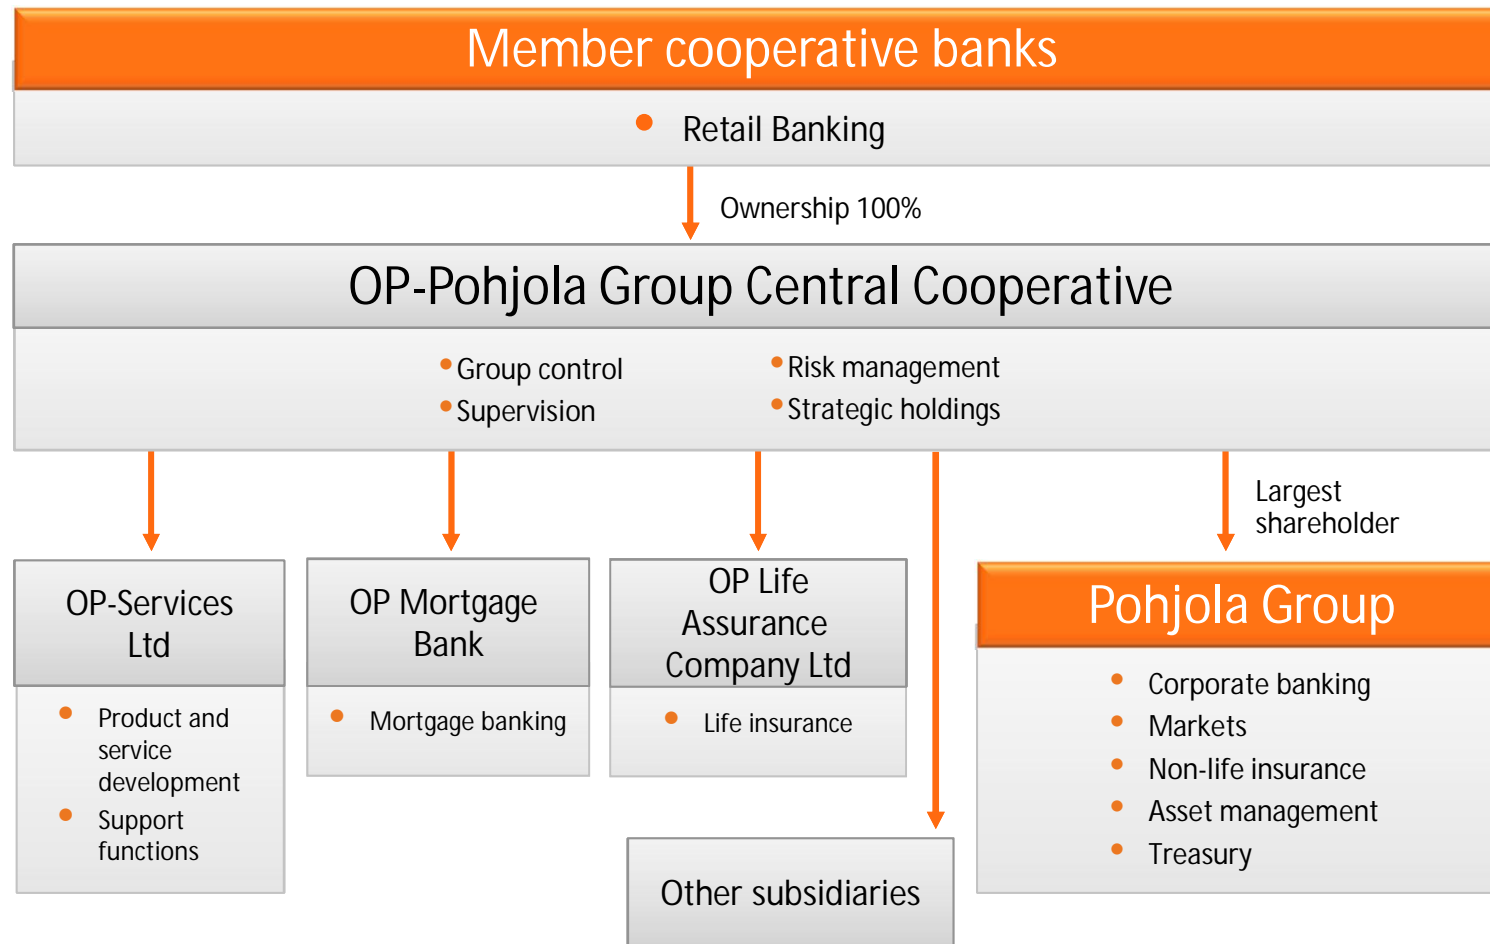 Member cooperative banks
• Retail Banking
Ownership 100%
OP-Pohjola Group Central Cooperative
• Group control
• Supervision
• Risk management
• Strategic holdings
Largest
shareholder
OP-Services
Ltd
• Product and
service
development
• Support
functions
OP Mortgage
Bank
• Mortgage banking
OP Life
Assurance
Company Ltd
• Life insurance
Other subsidiaries
Pohjola Group
• Corporate banking
• Markets
• Non-life insurance
• Asset management
• Treasury